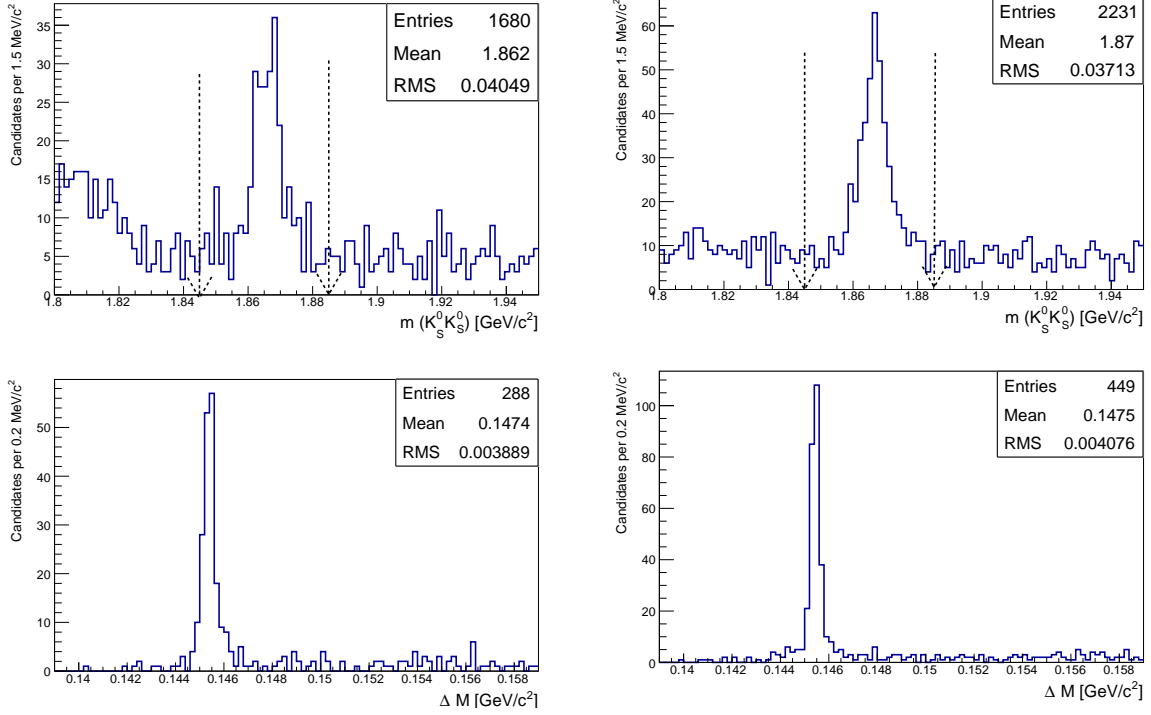 Candidates per 1.5 MeV/c²
35
30
25
20
15
10
5
0
Entries 1680
Mean 1.862
RMS 0.04049
1.8 1.82 1.84 1.86 1.88 1.9 1.92 1.94
m (K⁰_S K⁰_S) [GeV/c²]
Candidates per 1.5 MeV/c²
60
50
40
30
20
10
0
Entries 2231
Mean 1.87
RMS 0.03713
1.8 1.82 1.84 1.86 1.88 1.9 1.92 1.94
m (K⁰_S K⁰_S) [GeV/c²]
Candidates per 0.2 MeV/c²
50
40
30
20
10
0
Entries 288
Mean 0.1474
RMS 0.003889
0.14 0.142 0.144 0.146 0.148 0.15 0.152 0.154 0.156 0.158
Δ M [GeV/c²]
Candidates per 0.2 MeV/c²
100
80
60
40
20
0
Entries 449
Mean 0.1475
RMS 0.004076
0.14 0.142 0.144 0.146 0.148 0.15 0.152 0.154 0.156 0.158
Δ M [GeV/c²]